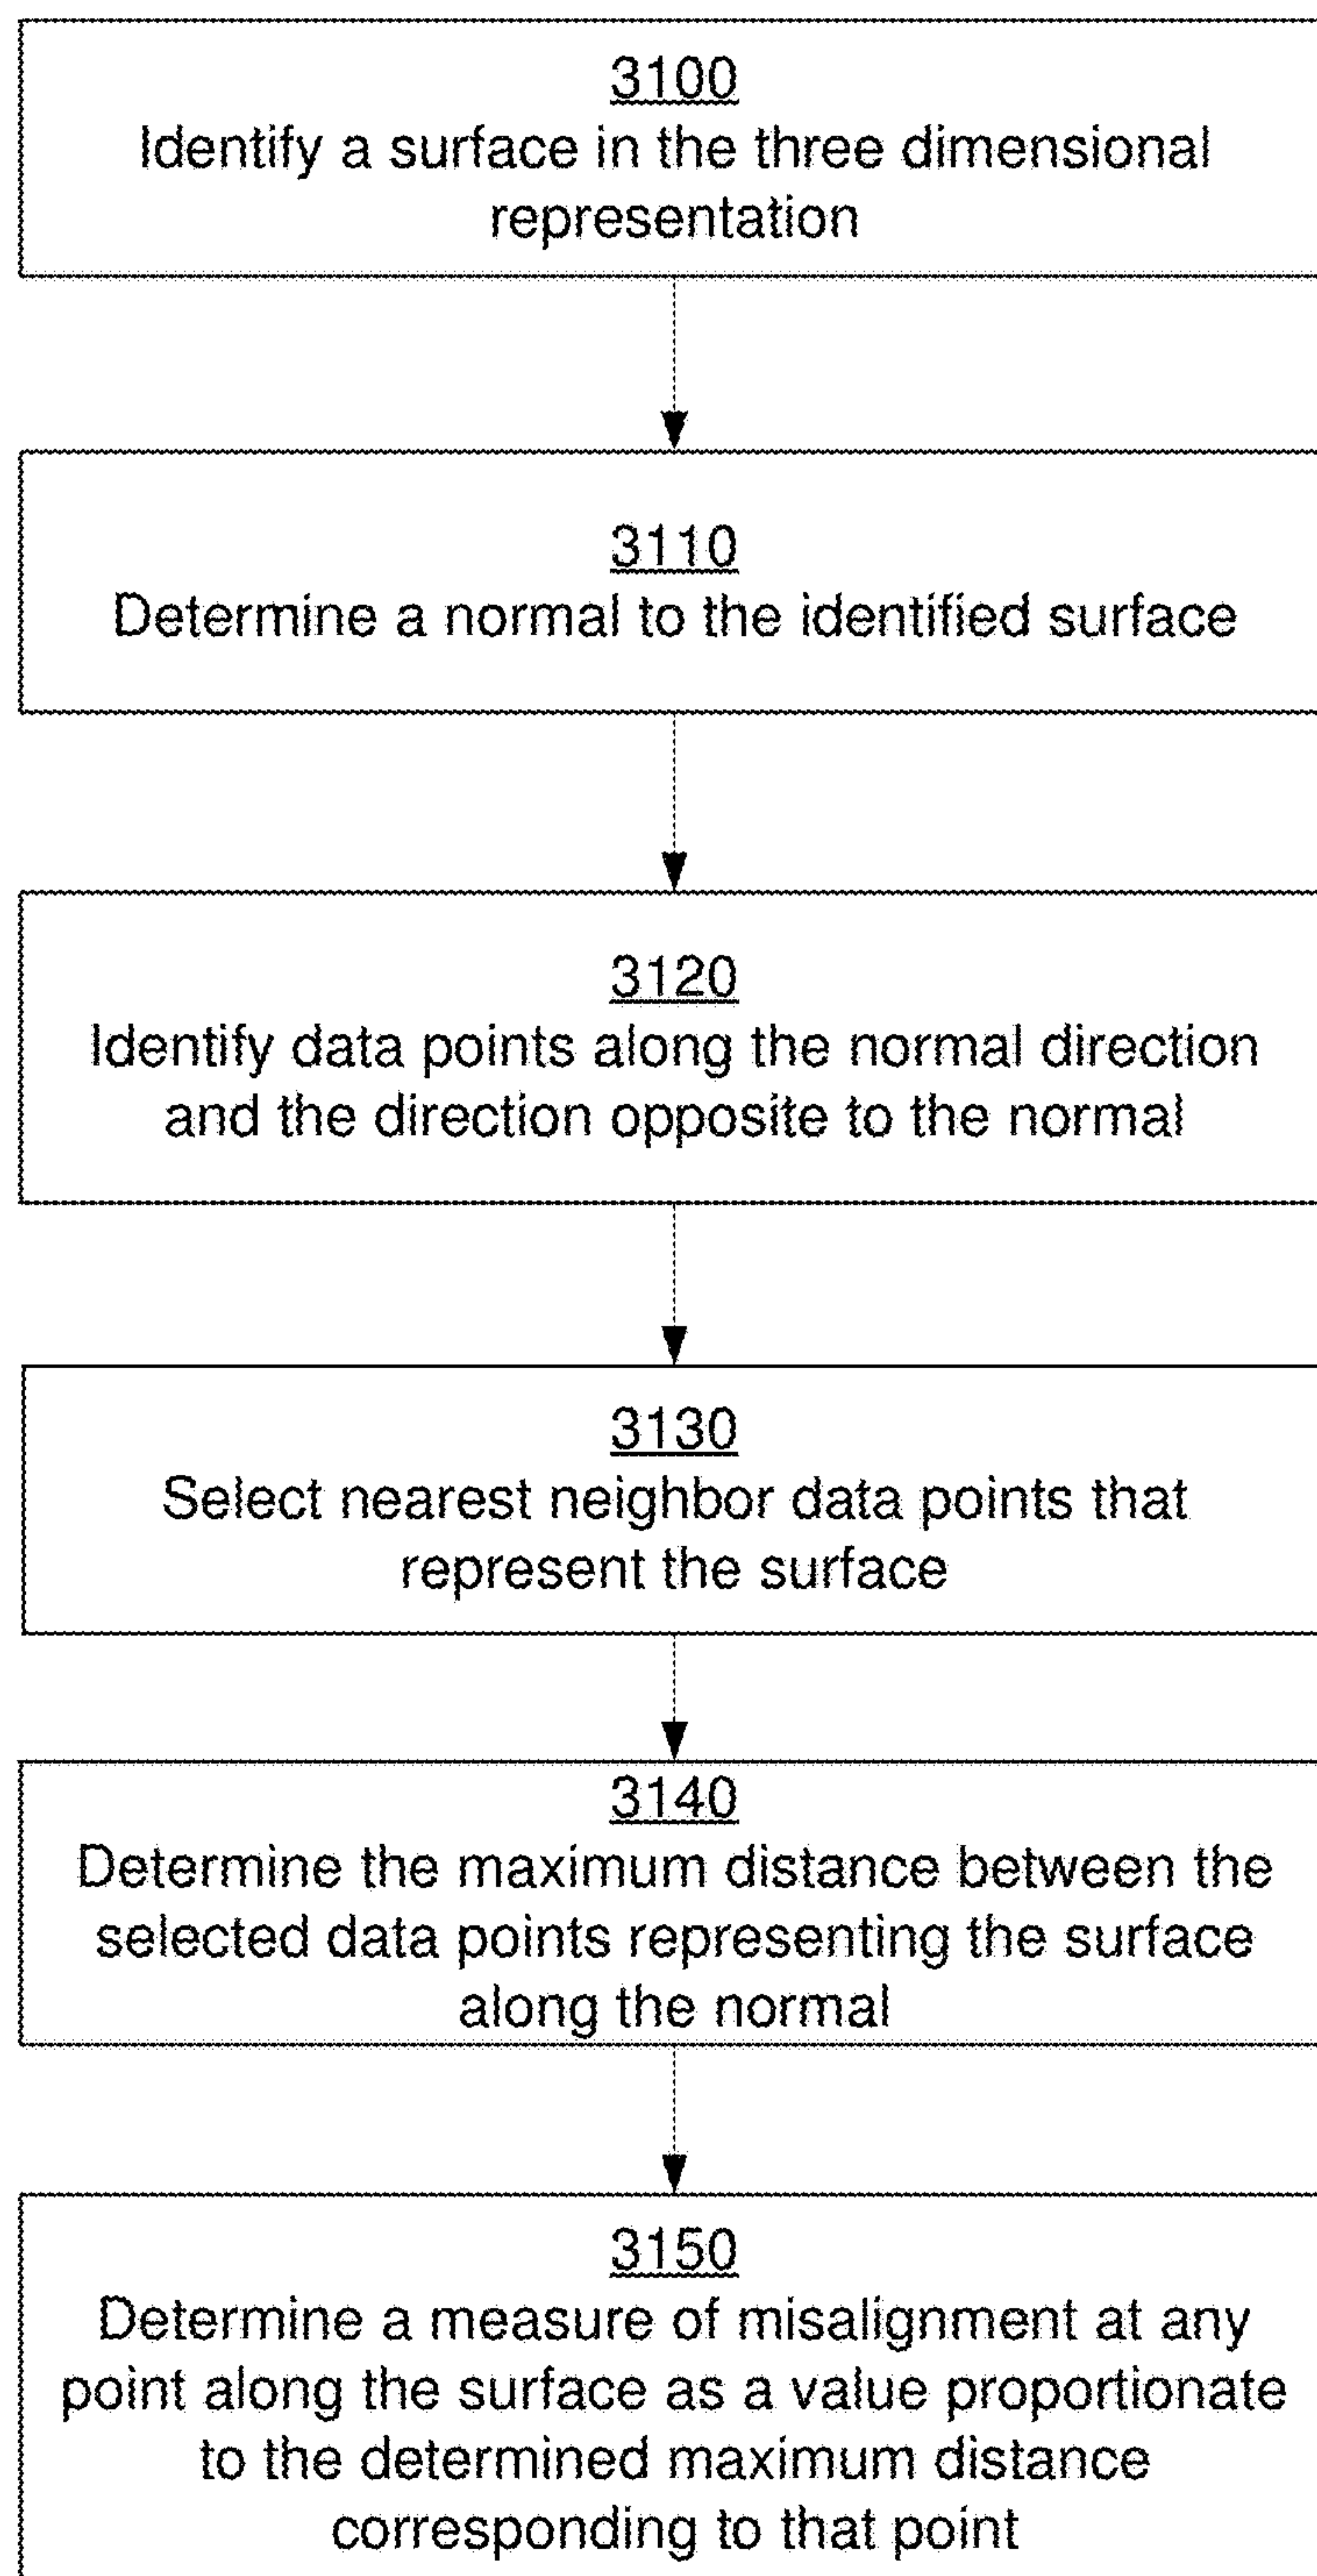 3100
Identify a surface in the three dimensional
representation
3110
Determine a normal to the identified surface
3120
Identify data points along the normal direction
and the direction opposite to the normal
3130
Select nearest neighbor data points that
represent the surface
3140
Determine the maximum distance between the
selected data points representing the surface
along the normal
3150
Determine a measure of misalignment at any
point along the surface as a value proportionate
to the determined maximum distance
corresponding to that point